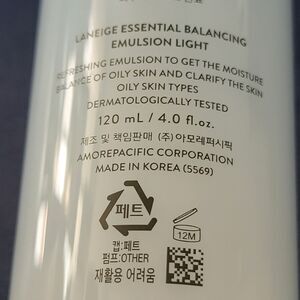 LANEIGE ESSENTIAL BALANCING
EMULSION LIGHT
REFRESHING EMULSION TO GET THE MOISTURE
BALANCE OF OILY SKIN AND CLARIFY THE SKIN
OILY SKIN TYPES
DERMATOLOGICALLY TESTED
120 mL / 4.0 fl.oz.
제조 및 책임판매 (주)아모레퍼시픽
AMOREPACIFIC CORPORATION
MADE IN KOREA (5569)
페트
12M
캡:페트
펌프:OTHER
재활용 어려움